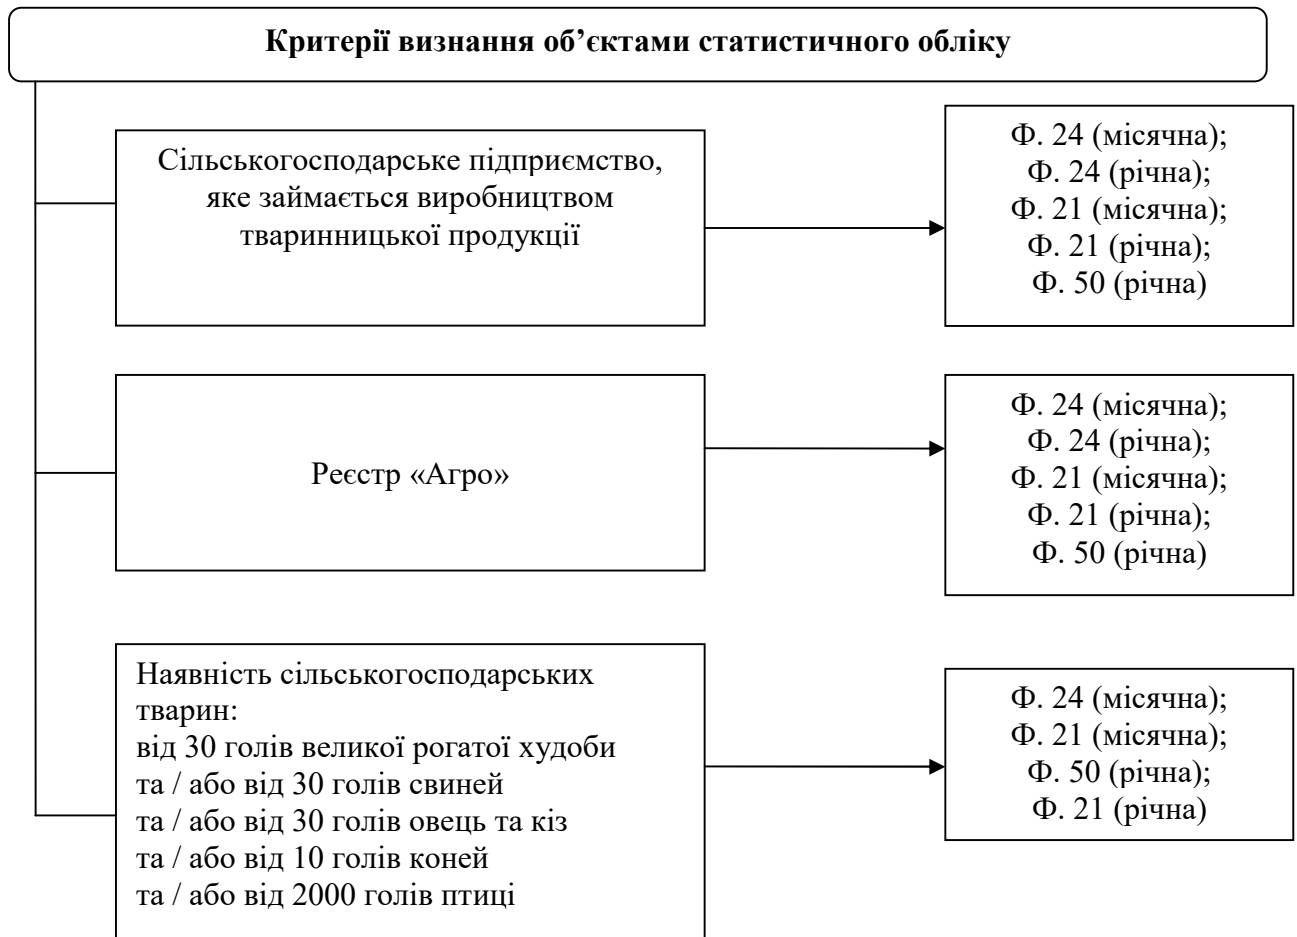 Критерії визнання об’єктами статистичного обліку
Сільськогосподарське підприємство,
яке займається виробництвом
тваринницької продукції
Ф. 24 (місячна);
Ф. 24 (річна);
Ф. 21 (місячна);
Ф. 21 (річна);
Ф. 50 (річна)
Реєстр «Агро»
Ф. 24 (місячна);
Ф. 24 (річна);
Ф. 21 (місячна);
Ф. 21 (річна);
Ф. 50 (річна)
Наявність сільськогосподарських
тварин:
від 30 голів великої рогатої худоби
та / або від 30 голів свиней
та / або від 30 голів овець та кіз
та / або від 10 голів коней
та / або від 2000 голів птиці
Ф. 24 (місячна);
Ф. 21 (місячна);
Ф. 50 (річна);
Ф. 21 (річна)